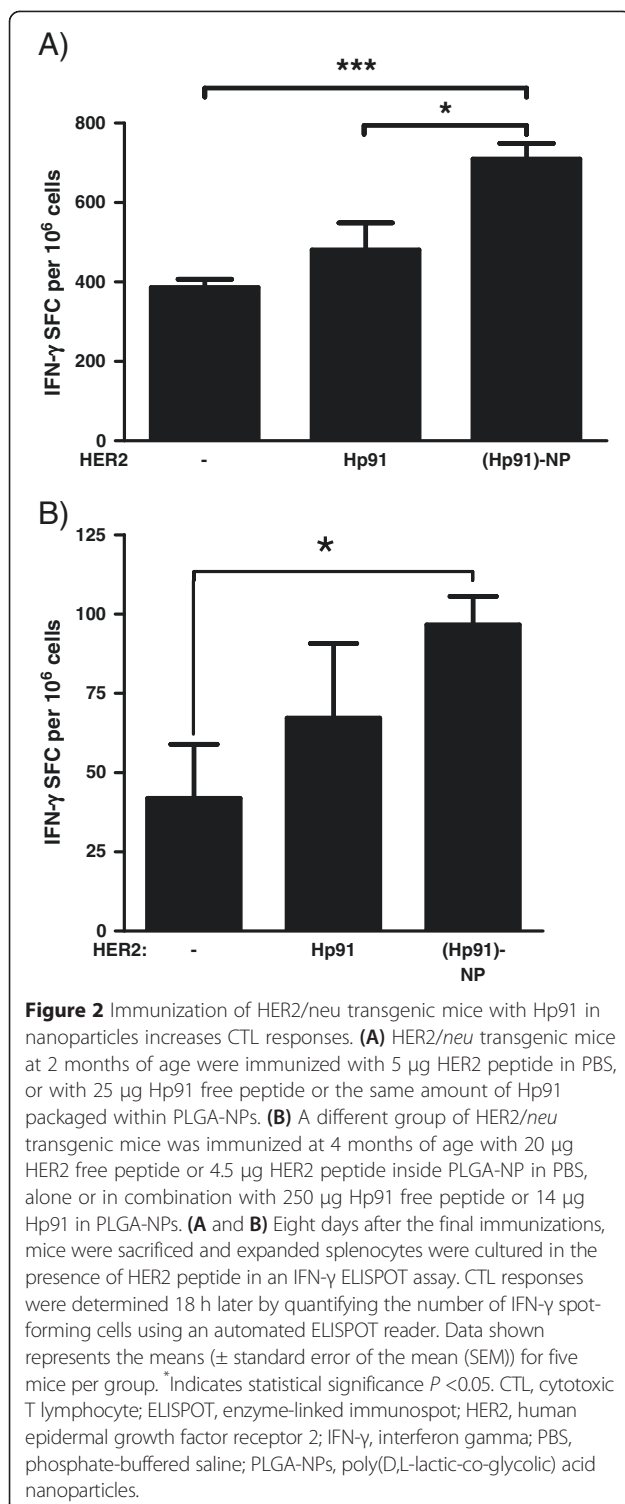 A)
***
*
800
600
400
200
0
IFN-γ SFC per 10⁶ cells
HER2 - Hp91 (Hp91)-NP
B)
*
125
100
75
50
25
0
IFN-γ SFC per 10⁶ cells
HER2: - Hp91 (Hp91)-
NP
Figure 2 Immunization of HER2/neu transgenic mice with Hp91 in
nanoparticles increases CTL responses. (A) HER2/neu transgenic mice
at 2 months of age were immunized with 5 µg HER2 peptide in PBS,
or with 25 µg Hp91 free peptide or the same amount of Hp91
packaged within PLGA-NPs. (B) A different group of HER2/neu
transgenic mice was immunized at 4 months of age with 20 µg
HER2 free peptide or 4.5 µg HER2 peptide inside PLGA-NP in PBS,
alone or in combination with 250 µg Hp91 free peptide or 14 µg
Hp91 in PLGA-NPs. (A and B) Eight days after the final immunizations,
mice were sacrificed and expanded splenocytes were cultured in the
presence of HER2 peptide in an IFN-γ ELISPOT assay. CTL responses
were determined 18 h later by quantifying the number of IFN-γ spot-
forming cells using an automated ELISPOT reader. Data shown
represents the means (± standard error of the mean (SEM)) for five
mice per group. *Indicates statistical significance P <0.05. CTL, cytotoxic
T lymphocyte; ELISPOT, enzyme-linked immunospot; HER2, human
epidermal growth factor receptor 2; IFN-γ, interferon gamma; PBS,
phosphate-buffered saline; PLGA-NPs, poly(D,L-lactic-co-glycolic) acid
nanoparticles.